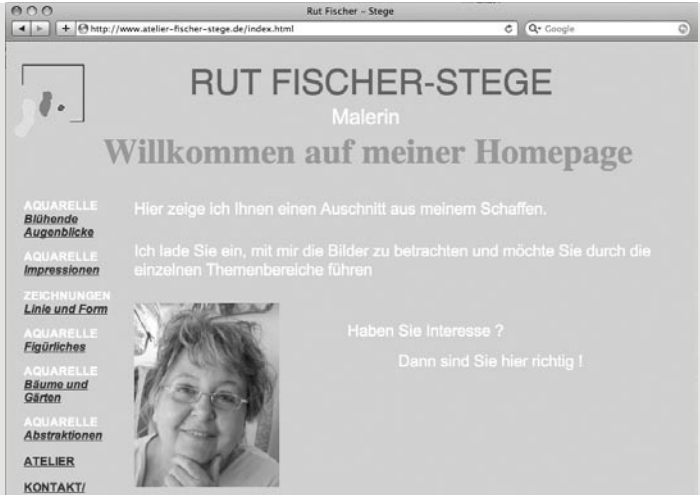 Rut Fischer – Stege
http://www.atelier-fischer-stege.de/index.html
Google
RUT FISCHER-STEGE
Malerin
Willkommen auf meiner Homepage
AQUARELLE
Blühende
Augenblicke
AQUARELLE
Impressionen
ZEICHNUNGEN
Linie und Form
AQUARELLE
Figürliches
AQUARELLE
Bäume und
Gärten
AQUARELLE
Abstraktionen
ATELIER
KONTAKT/
Hier zeige ich Ihnen einen Auschnitt aus meinem Schaffen.
Ich lade Sie ein, mit mir die Bilder zu betrachten und möchte Sie durch die
einzelnen Themenbereiche führen
Haben Sie Interesse ?
Dann sind Sie hier richtig !